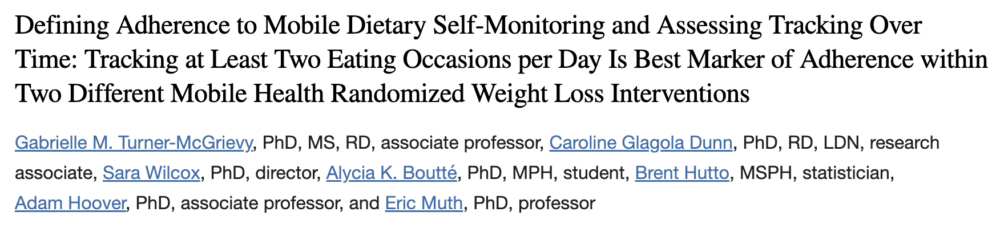 Defining Adherence to Mobile Dietary Self-Monitoring and Assessing Tracking Over
Time: Tracking at Least Two Eating Occasions per Day Is Best Marker of Adherence within
Two Different Mobile Health Randomized Weight Loss Interventions
Gabrielle M. Turner-McGrievy, PhD, MS, RD, associate professor, Caroline Glagola Dunn, PhD, RD, LDN, research
associate, Sara Wilcox, PhD, director, Alycia K. Boutté, PhD, MPH, student, Brent Hutto, MSPH, statistician,
Adam Hoover, PhD, associate professor, and Eric Muth, PhD, professor